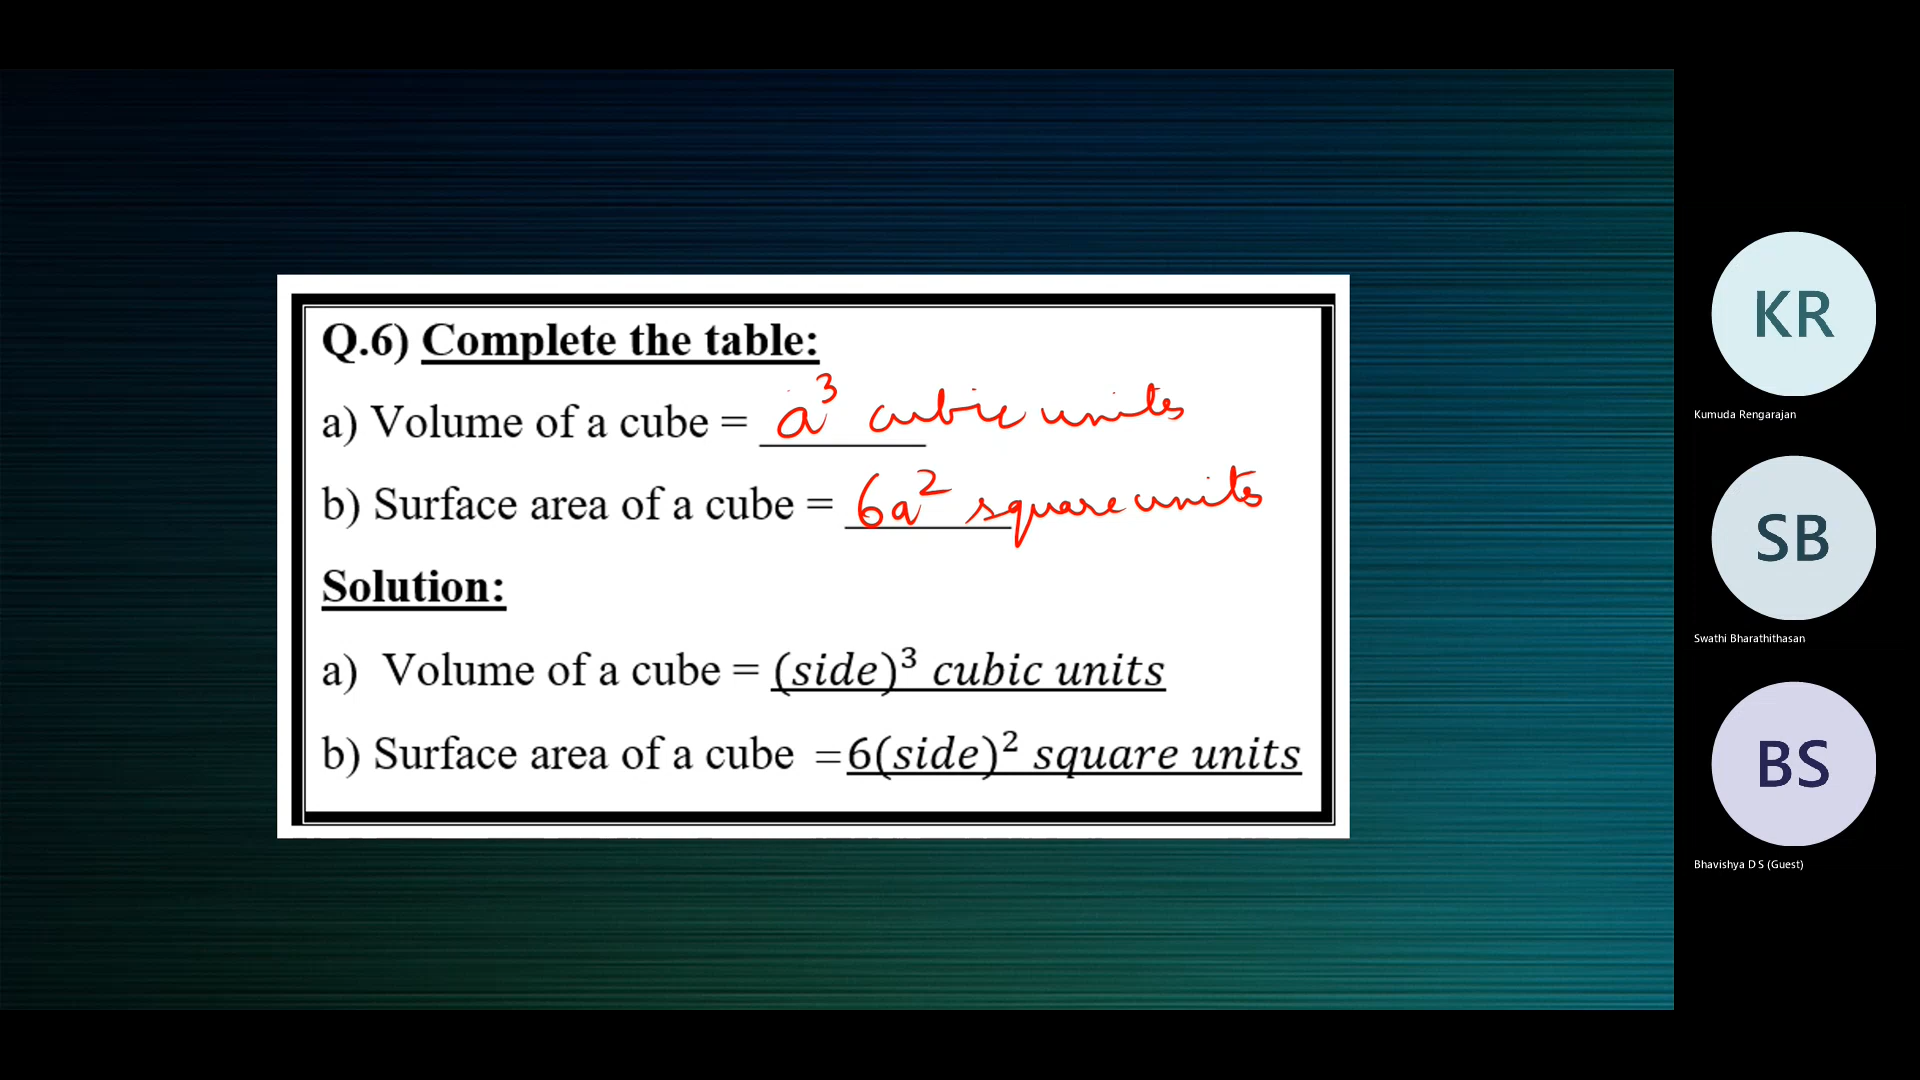 Q.6) Complete the table:
a) Volume of a cube = a³ cubic units
b) Surface area of a cube = 6a² square units
Solution:
a) Volume of a cube = (side)³ cubic units
b) Surface area of a cube =6(side)² square units
KR
Kumuda Rengarajan
SB
Swathi Bharathithasan
BS
Bhavishya D S (Guest)